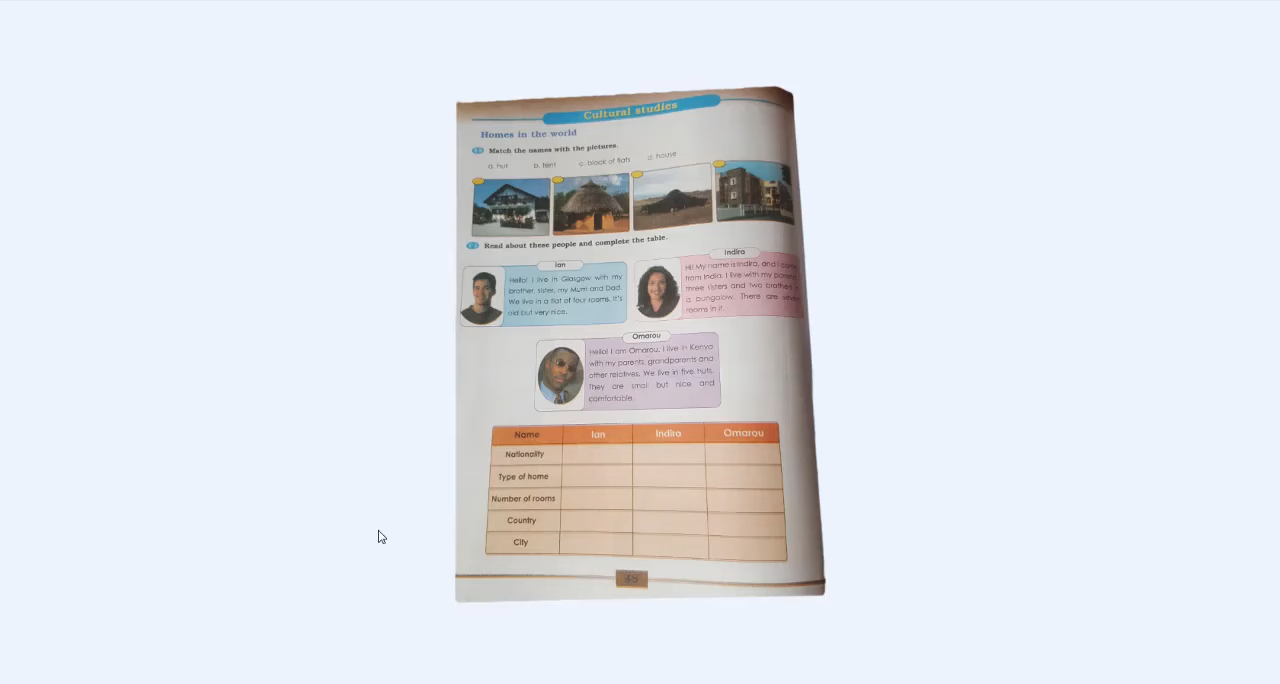 Cultural studies
Homes in the world
Match the names with the pictures.
a. hut b. tent c. block of flats d. house
Read about these people and complete the table.
Ian
Hello! I live in Glasgow with my
brother, sister, my Mum and Dad.
We live in a flat of four rooms. It's
old but very nice.
Indira
Hi! My name is Indira, and I come
from India. I live with my parents,
three sisters and two brothers in
a bungalow. There are seven
rooms in it.
Omarou
Hello! I am Omarou. I live in Kenya
with my parents, grandparents and
other relatives. We live in five huts.
They are small but nice and
comfortable.
Name Ian Indira Omarou
Nationality
Type of home
Number of rooms
Country
City